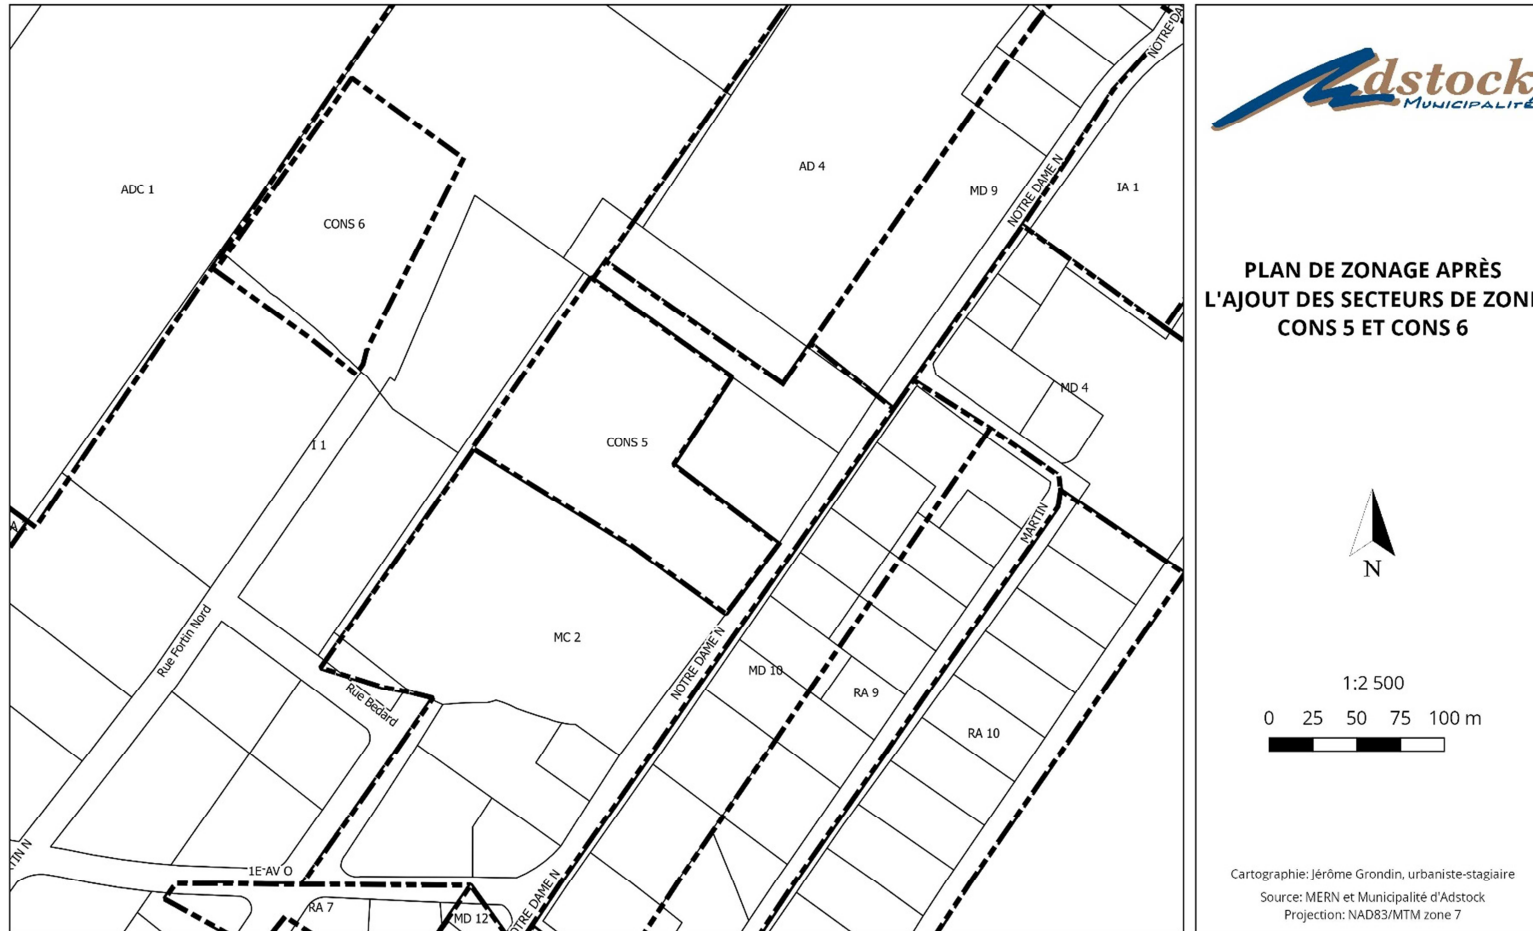 NOTRE DA
ADC 1
CONS 6
AD 4
MD 9
IA 1
NOTRE DAME N
I 1
CONS 5
MD 4
A
MARTIN
Rue Fortin Nord
MC 2
NOTRE DAME N
MD 10
RA 9
RA 10
Rue Bédard
TIN N
1E AV O
RA 7
MD 12
OTRE DAME N
Adstock
MUNICIPALITÉ
PLAN DE ZONAGE APRÈS
L'AJOUT DES SECTEURS DE ZON
CONS 5 ET CONS 6
N
1:2 500
0 25 50 75 100 m
Cartographie: Jérôme Grondin, urbaniste-stagiaire
Source: MERN et Municipalité d'Adstock
Projection: NAD83/MTM zone 7